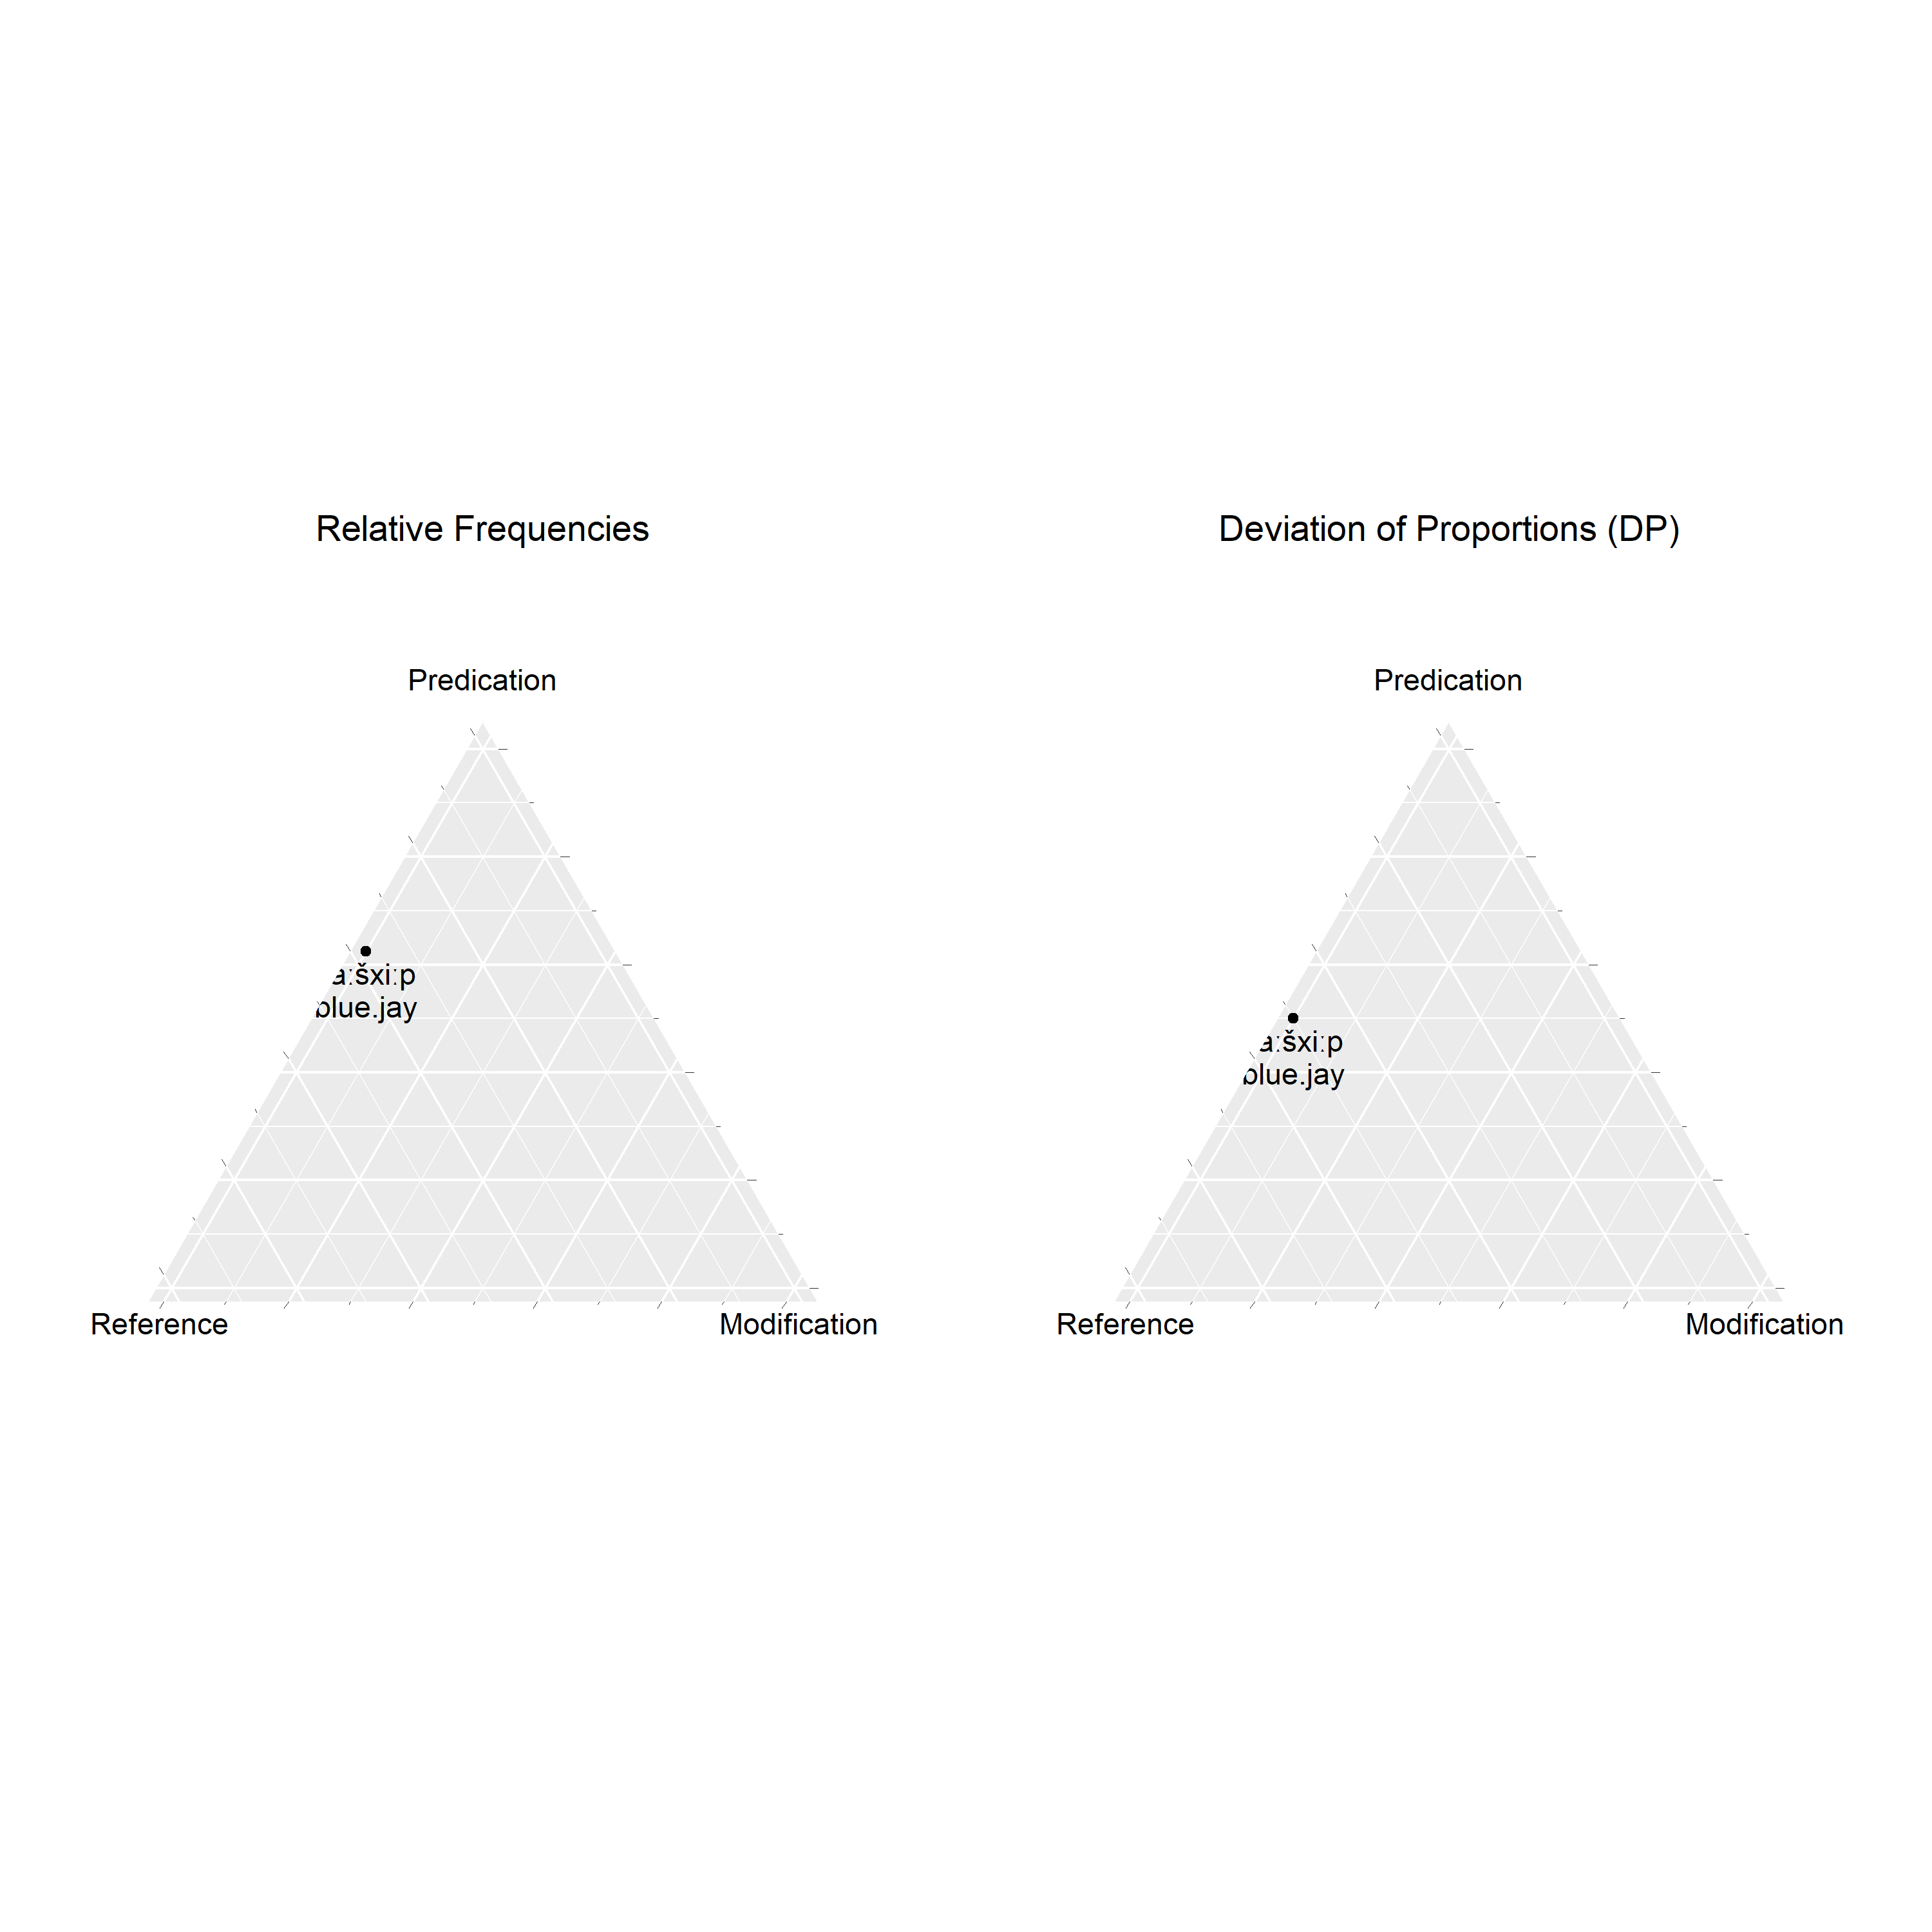 Relative Frequencies
Predication
a:šxi:p
blue.jay
Reference
Modification
Deviation of Proportions (DP)
Predication
a:šxi:p
blue.jay
Reference
Modification